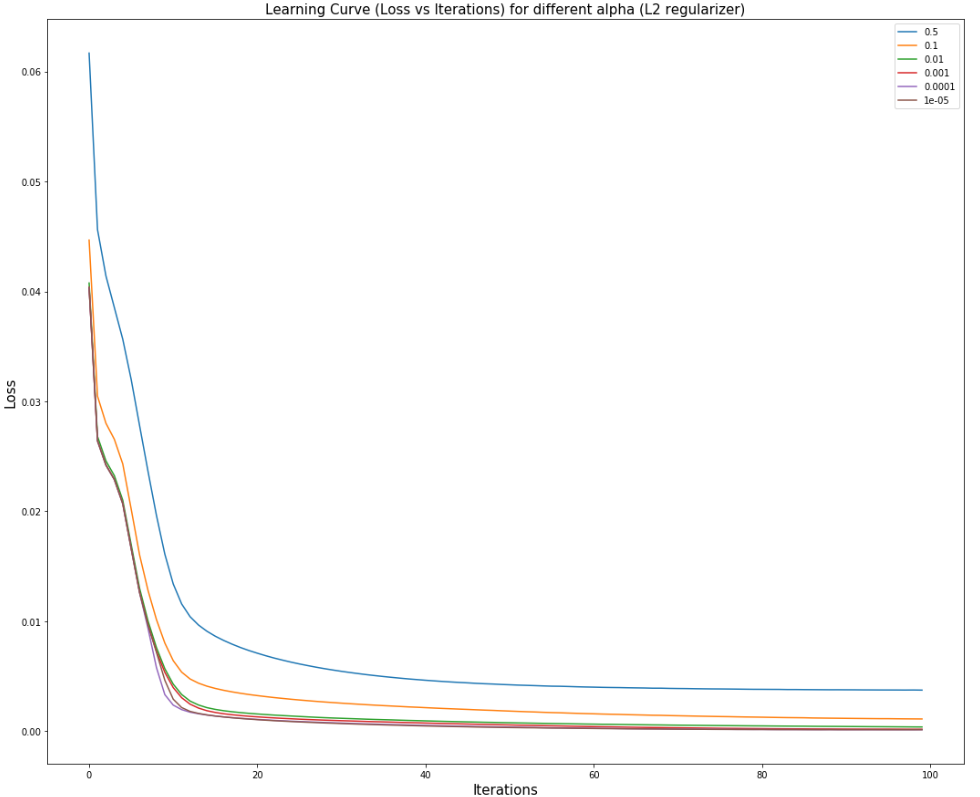 Learning Curve (Loss vs Iterations) for different alpha (L2 regularizer)
0.5
0.1
0.01
0.001
0.0001
1e-05
0.06
0.05
0.04
0.03
0.02
0.01
0.00
Loss
0 20 40 60 80 100
Iterations